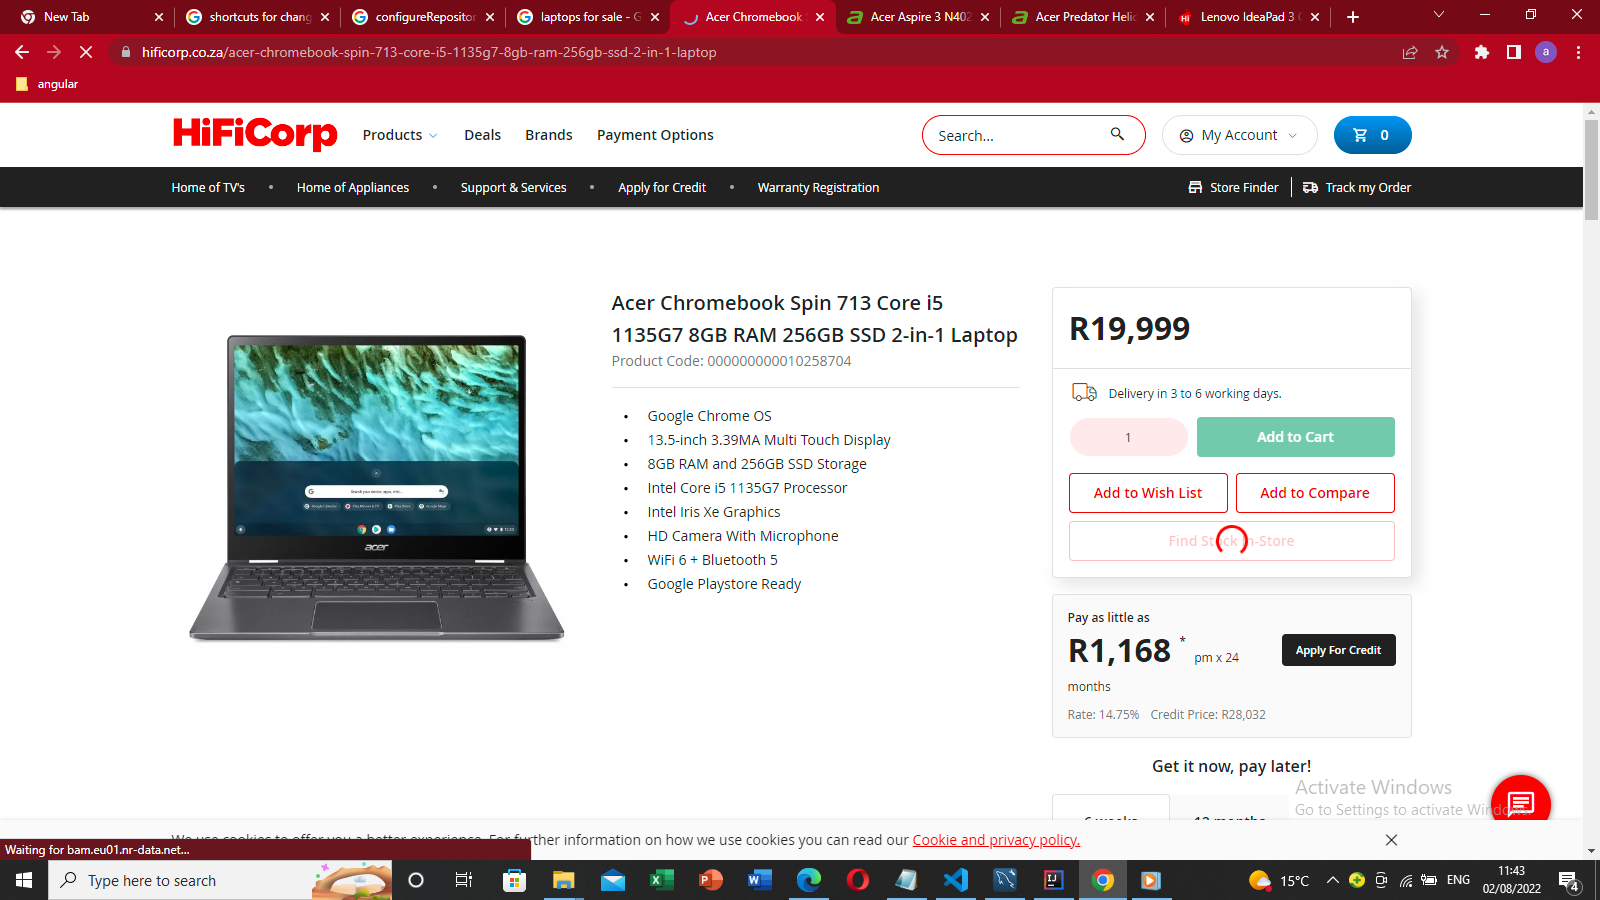 New Tab
shortcuts for chang
configureRepositor
laptops for sale - G
Acer Chromebook
Acer Aspire 3 N402
Acer Predator Helio
Lenovo IdeaPad 3
hificorp.co.za/acer-chromebook-spin-713-core-i5-1135g7-8gb-ram-256gb-ssd-2-in-1-laptop
a
angular
HiFiCorp
Products
Deals
Brands
Payment Options
Search...
My Account
0
Home of TV's
Home of Appliances
Support & Services
Apply for Credit
Warranty Registration
Store Finder
Track my Order
Acer Chromebook Spin 713 Core i5
1135G7 8GB RAM 256GB SSD 2-in-1 Laptop
Product Code: 000000000010258704
• Google Chrome OS
• 13.5-inch 3.39MA Multi Touch Display
• 8GB RAM and 256GB SSD Storage
• Intel Core i5 1135G7 Processor
• Intel Iris Xe Graphics
• HD Camera With Microphone
• WiFi 6 + Bluetooth 5
• Google Playstore Ready
acer
R19,999
Delivery in 3 to 6 working days.
1
Add to Cart
Add to Wish List
Add to Compare
Find Stock In-Store
Pay as little as
R1,168 * pm x 24
months
Apply For Credit
Rate: 14.75% Credit Price: R28,032
Get it now, pay later!
6 weeks
12 months
Activate Windows
Go to Settings to activate Windows.
We use cookies to offer you a better experience. For further information on how we use cookies you can read our Cookie and privacy policy.
Waiting for bam.eu01.nr-data.net...
Type here to search
15°C
ENG
11:43
02/08/2022
4